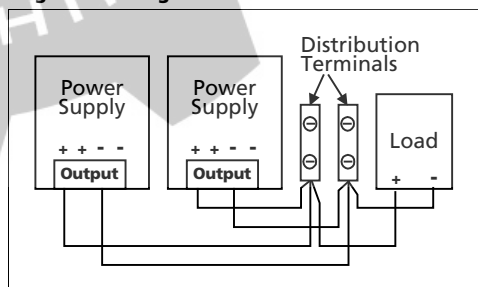 Distribution
Terminals
Power
Supply
+ + - -
Output
Power
Supply
+ + - -
Output
Load
+ -